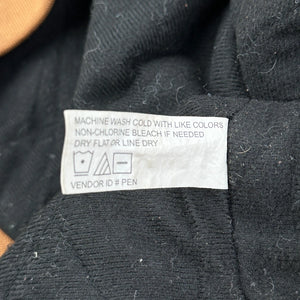 MACHINE WASH COLD WITH LIKE COLORS
NON-CHLORINE BLEACH IF NEEDED
DRY FLAT OR LINE DRY
VENDOR ID # PEN